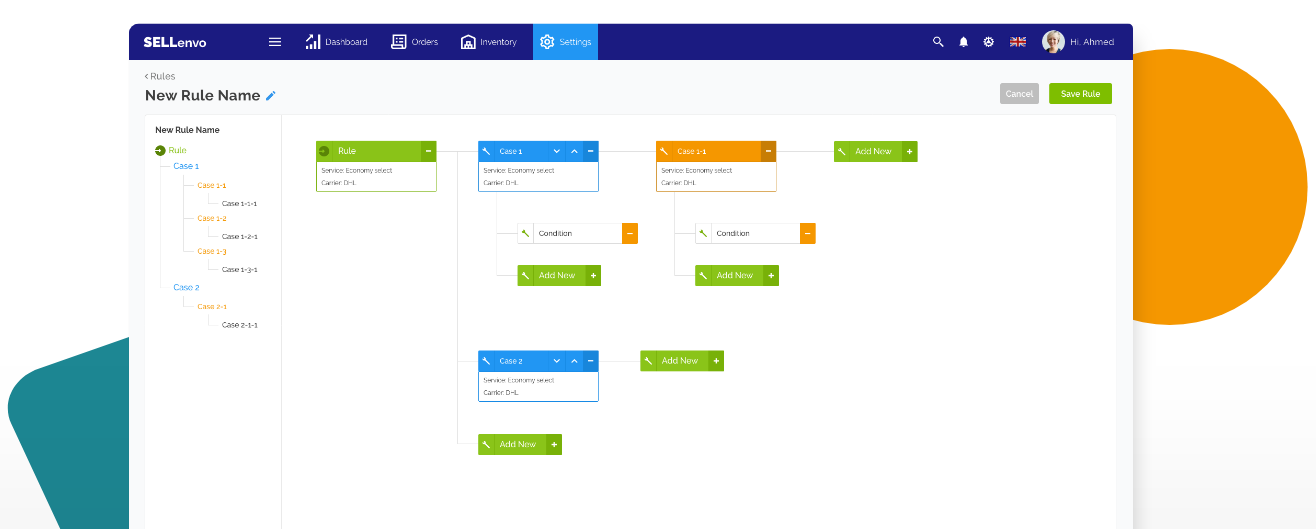 SELLenvo
Dashboard
Orders
Inventory
Settings
Hi, Ahmed
‹ Rules
New Rule Name
Cancel
Save Rule
New Rule Name
Rule
Case 1
Case 1-1
Case 1-1-1
Case 1-2
Case 1-2-1
Case 1-3
Case 1-3-1
Case 2
Case 2-1
Case 2-1-1
Rule
Service: Economy select
Carrier: DHL
Case 1
Service: Economy select
Carrier: DHL
Case 1-1
Service: Economy select
Carrier: DHL
Add New
Condition
Condition
Add New
Add New
Case 2
Service: Economy select
Carrier: DHL
Add New
Add New